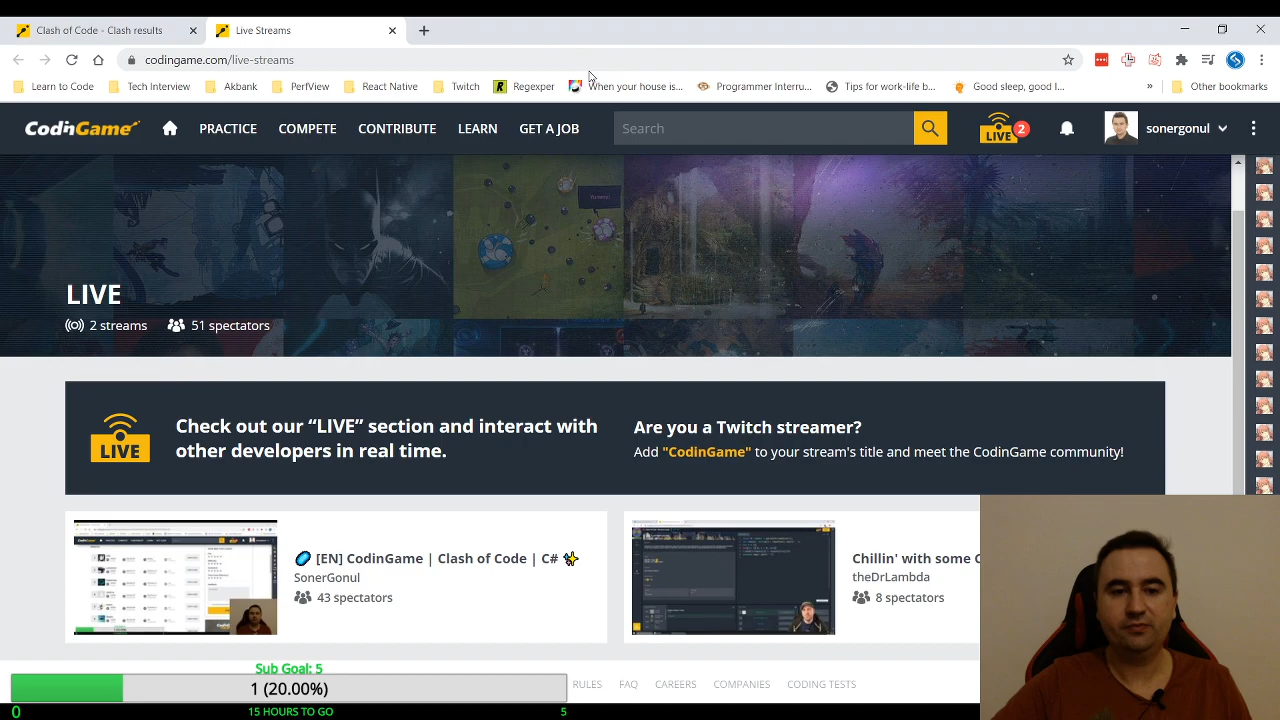 Clash of Code - Clash results
Live Streams
codingame.com/live-streams
Learn to Code Tech Interviews Akbank PerfView React Native Twitch Regexper When your house is... Programmer Interru... Tips for work-life b... Good sleep, good l... » Other bookmarks
CodinGame PRACTICE COMPETE CONTRIBUTE LEARN GET A JOB Search LIVE 2 sonergonul
LIVE
2 streams 51 spectators
Check out our “LIVE” section and interact with
other developers in real time.
LIVE
Are you a Twitch streamer?
Add "CodinGame" to your stream's title and meet the CodinGame community!
[EN] CodinGame | Clash of Code | C#
SonerGonul
43 spectators
Chillin' with some C
theDrLambda
8 spectators
RULES FAQ CAREERS COMPANIES CODING TESTS
Sub Goal: 5
1 (20.00%)
0 15 HOURS TO GO 5